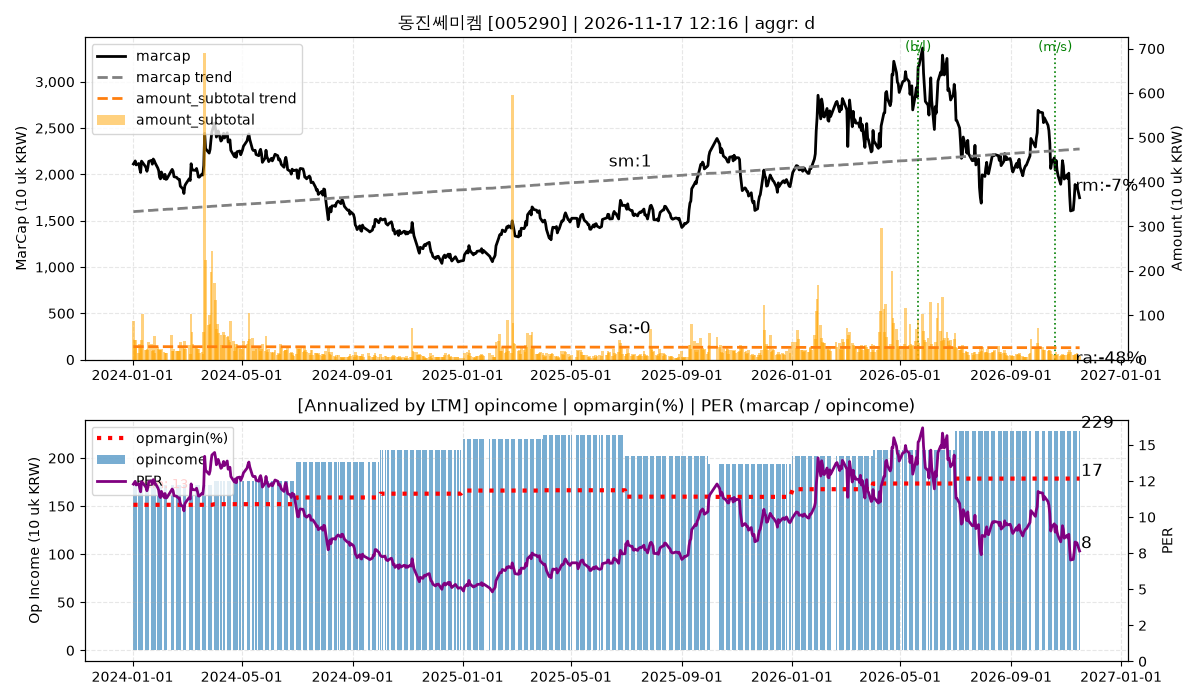 동진쎄미켐 [005290] | 2026-11-17 12:16 | aggr: d
marcap
marcap trend
amount_subtotal trend
amount_subtotal
(b/l)
(m/s)
sm:1
rm:-7%
sa:-0
ra:-48%
MarCap (10 uk KRW)
3,000
2,500
2,000
1,500
1,000
500
0
Amount (10 uk KRW)
700
600
500
400
300
200
100
0
2024-01-01 2024-05-01 2024-09-01 2025-01-01 2025-05-01 2025-09-01 2026-01-01 2026-05-01 2026-09-01 2027-01-01
[Annualized by LTM] opincome | opmargin(%) | PER (marcap / opincome)
opmargin(%)
opincome
PER
229
17
8
Op Income (10 uk KRW)
200
150
100
50
0
PER
15
12
10
8
5
2
0
2024-01-01 2024-05-01 2024-09-01 2025-01-01 2025-05-01 2025-09-01 2026-01-01 2026-05-01 2026-09-01 2027-01-01